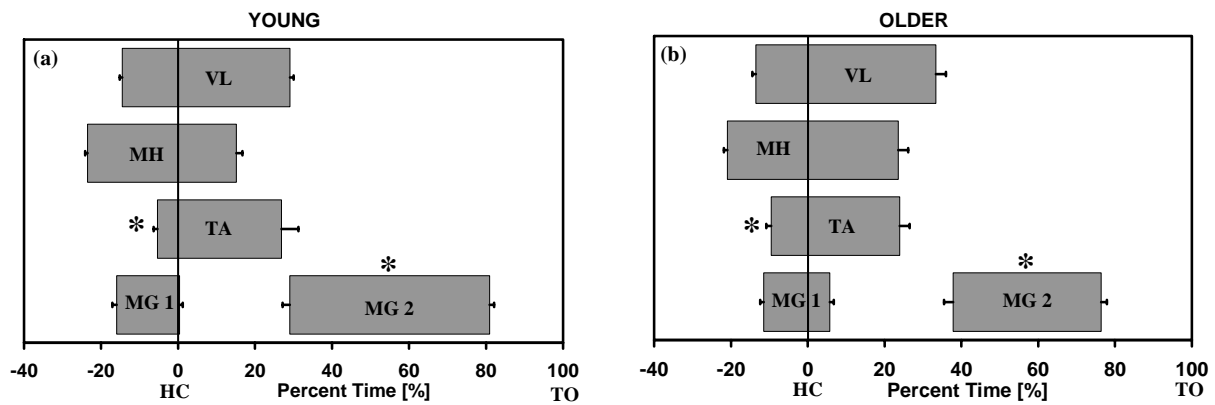 YOUNG
(a)
VL
MH
* TA
*
MG 1 MG 2
-40 -20 0 20 40 60 80 100
HC Percent Time [%] TO
OLDER
(b)
VL
MH
* TA
*
MG 1 MG 2
-40 -20 0 20 40 60 80 100
HC Percent Time [%] TO